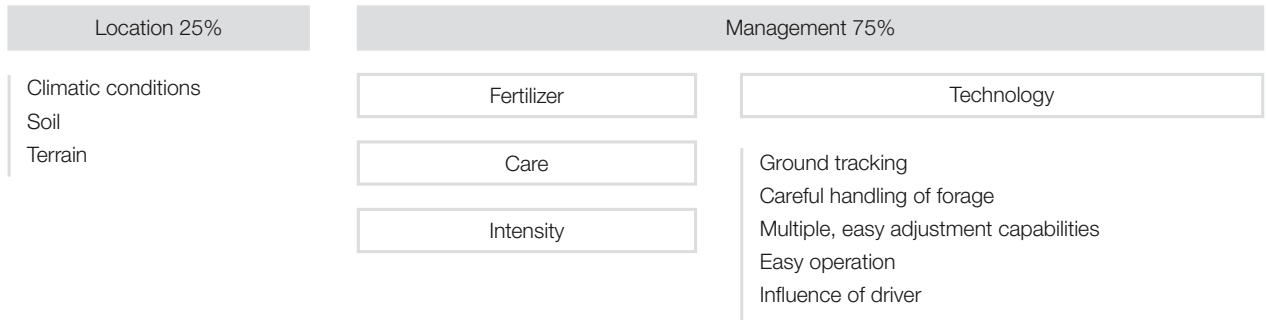 Location 25%
Climatic conditions
Soil
Terrain
Management 75%
Fertilizer
Care
Intensity
Technology
Ground tracking
Careful handling of forage
Multiple, easy adjustment capabilities
Easy operation
Influence of driver